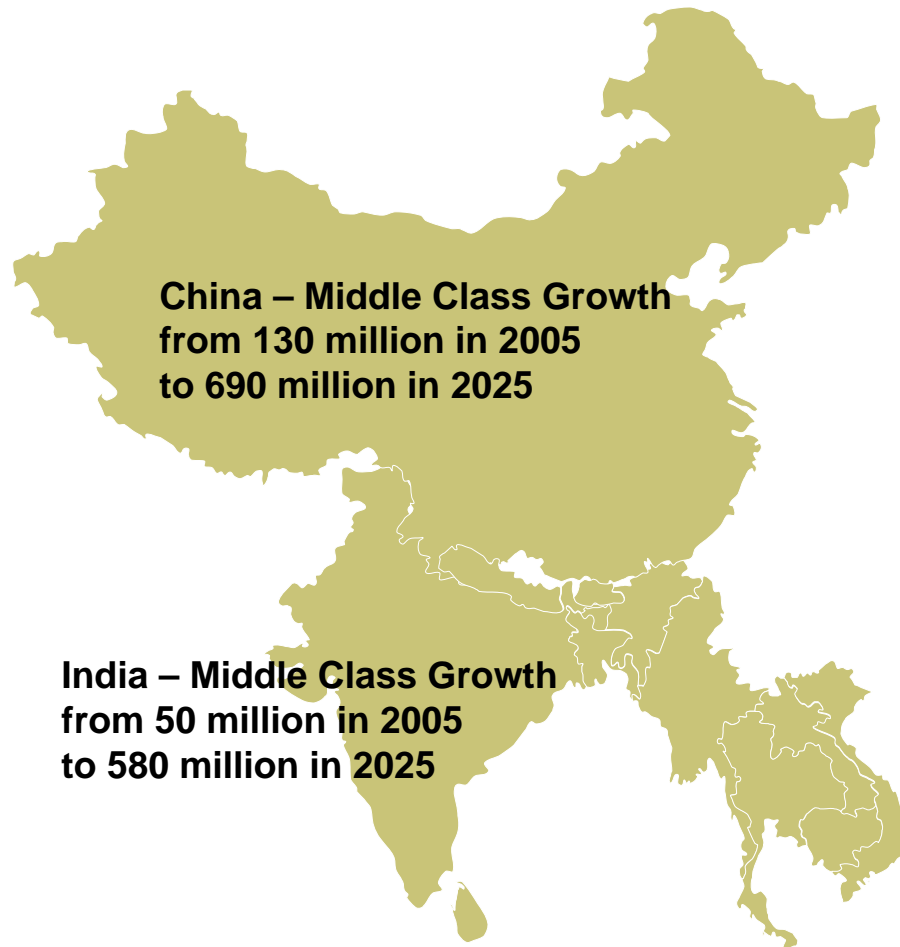 China – Middle Class Growth
from 130 million in 2005
to 690 million in 2025
India – Middle Class Growth
from 50 million in 2005
to 580 million in 2025